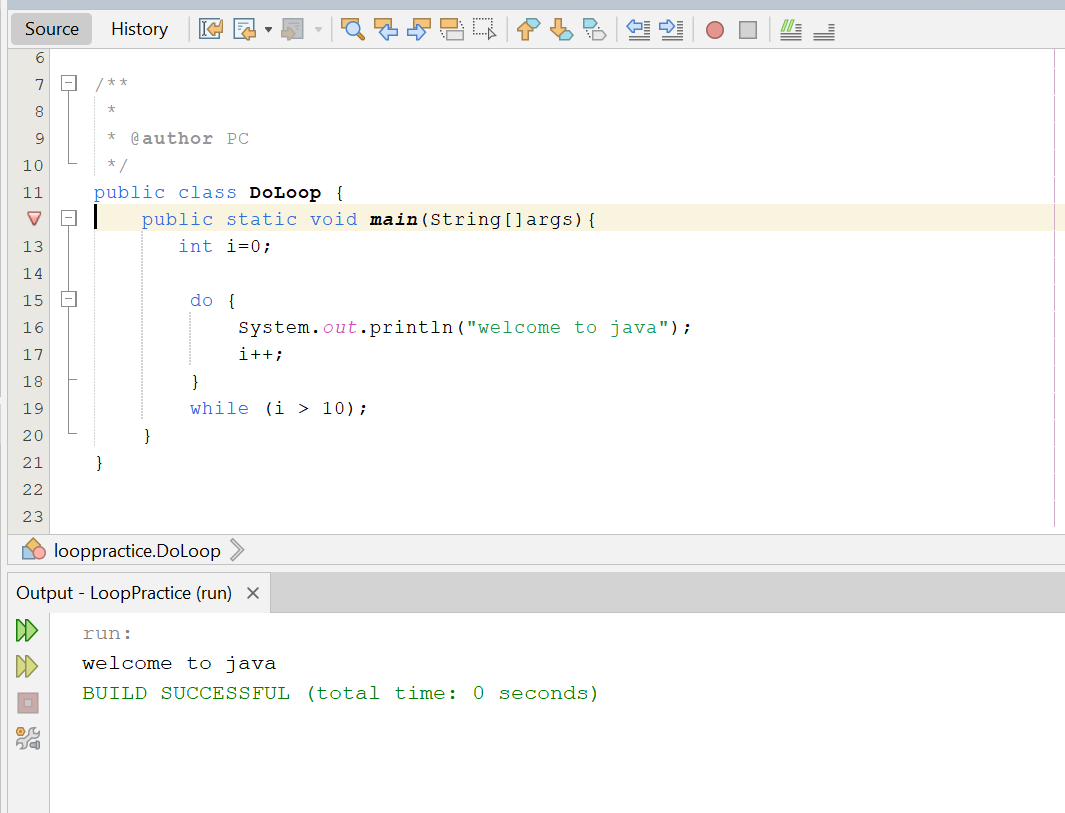 Source History
6
7 /**
8 *
9 * @author PC
10 */
11 public class DoLoop {
public static void main(String[]args){
13 int i=0;
14
15 do {
16 System.out.println("welcome to java");
17 i++;
18 }
19 while (i > 10);
20 }
21 }
22
23
looppractice.DoLoop
Output - LoopPractice (run)
run:
welcome to java
BUILD SUCCESSFUL (total time: 0 seconds)